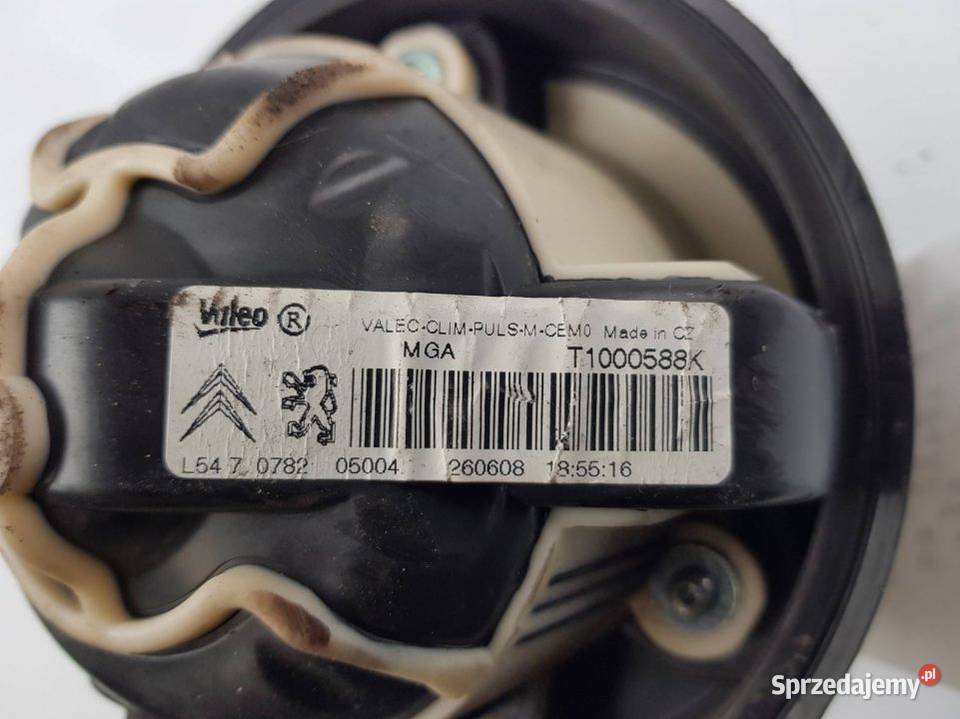 Valeo ®
VALEC-CLIM-PULS-M-CEM0 Made in CZ
MGA T1000588K
L54 7 0782 05004 260608 18:55:16
Sprzedajemy.pl